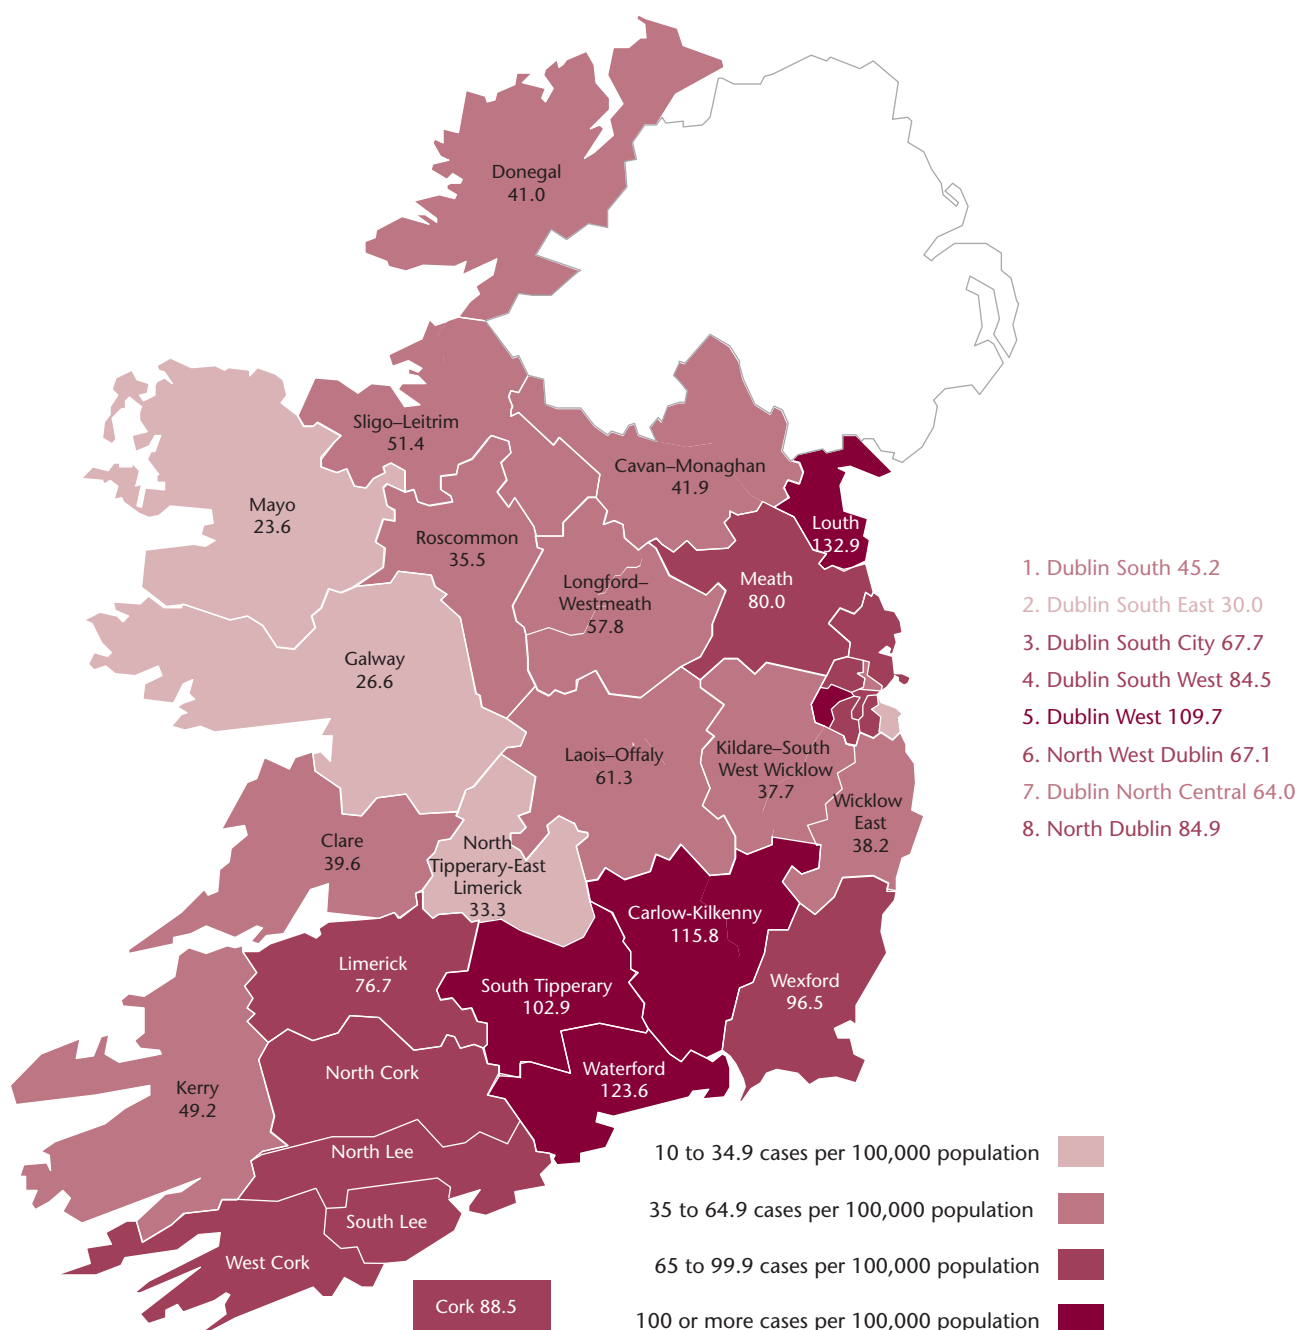 Donegal
41.0
Sligo–Leitrim
51.4
Cavan–Monaghan
41.9
Mayo
23.6
Louth
132.9
Roscommon
35.5
Longford–
Westmeath
57.8
Meath
80.0
Galway
26.6
Laois–Offaly
61.3
Kildare–South
West Wicklow
37.7
Wicklow
East
38.2
Clare
39.6
North
Tipperary-East
Limerick
33.3
Carlow-Kilkenny
115.8
Limerick
76.7
South Tipperary
102.9
Wexford
96.5
Waterford
123.6
North Cork
Kerry
49.2
North Lee
South Lee
West Cork
Cork 88.5
1. Dublin South 45.2
2. Dublin South East 30.0
3. Dublin South City 67.7
4. Dublin South West 84.5
5. Dublin West 109.7
6. North West Dublin 67.1
7. Dublin North Central 64.0
8. North Dublin 84.9
10 to 34.9 cases per 100,000 population
35 to 64.9 cases per 100,000 population
65 to 99.9 cases per 100,000 population
100 or more cases per 100,000 population